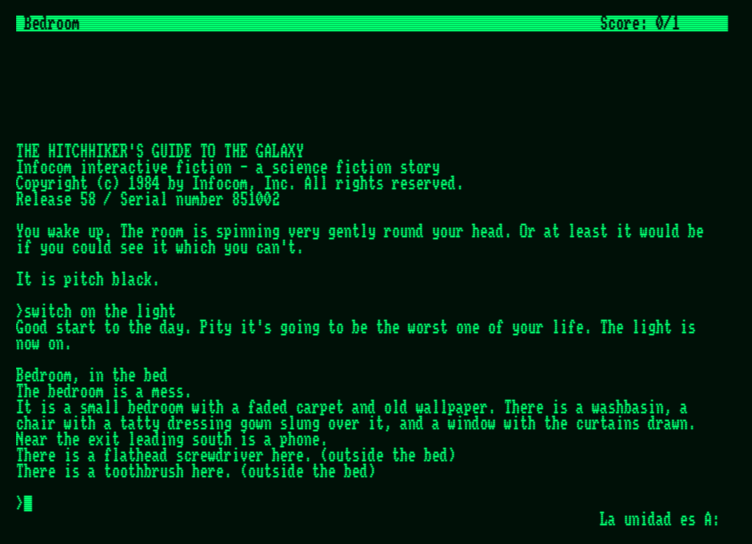 Bedroom Score: 0/1
THE HITCHHIKER'S GUIDE TO THE GALAXY
Infocom interactive fiction - a science fiction story
Copyright (c) 1984 by Infocom, Inc. All rights reserved.
Release 58 / Serial number 851002
You wake up. The room is spinning very gently round your head. Or at least it would be
if you could see it which you can't.
It is pitch black.
>switch on the light
Good start to the day. Pity it's going to be the worst one of your life. The light is
now on.
Bedroom, in the bed
The bedroom is a mess.
It is a small bedroom with a faded carpet and old wallpaper. There is a washbasin, a
chair with a tatty dressing gown slung over it, and a window with the curtains drawn.
Near the exit leading south is a phone.
There is a flathead screwdriver here. (outside the bed)
There is a toothbrush here. (outside the bed)
>
La unidad es A: